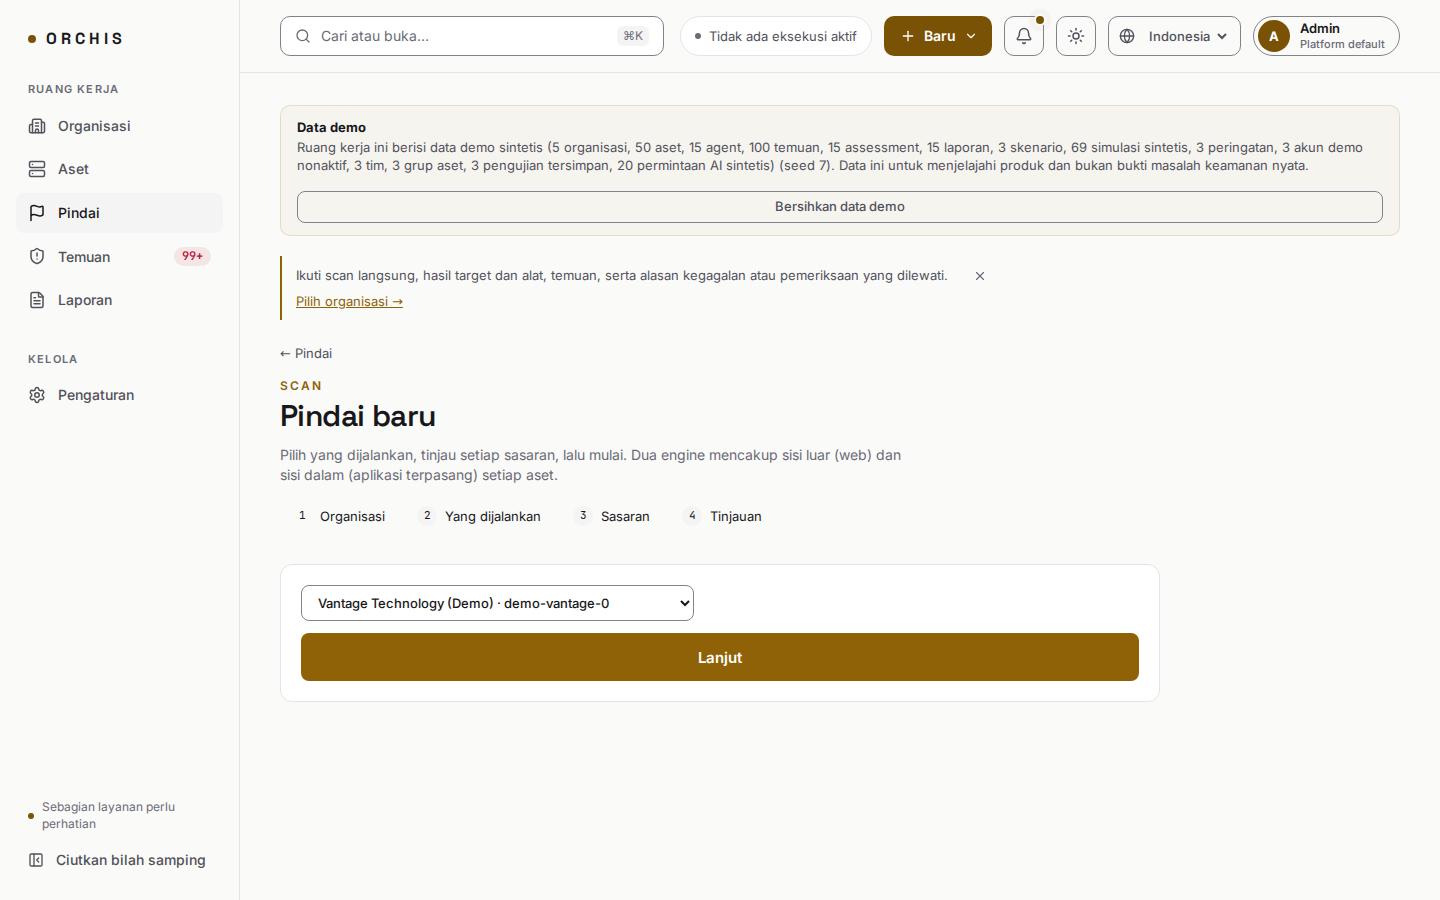 ORCHIS
RUANG KERJA
Organisasi
Aset
Pindai
Temuan
99+
Laporan
KELOLA
Pengaturan
Sebagian layanan perlu
perhatian
Ciutkan bilah samping
Cari atau buka...
⌘K
Tidak ada eksekusi aktif
Baru
Indonesia
A
Admin
Platform default
Data demo
Ruang kerja ini berisi data demo sintetis (5 organisasi, 50 aset, 15 agent, 100 temuan, 15 assessment, 15 laporan, 3 skenario, 69 simulasi sintetis, 3 peringatan, 3 akun demo
nonaktif, 3 tim, 3 grup aset, 3 pengujian tersimpan, 20 permintaan AI sintetis) (seed 7). Data ini untuk menjelajahi produk dan bukan bukti masalah keamanan nyata.
Bersihkan data demo
Ikuti scan langsung, hasil target dan alat, temuan, serta alasan kegagalan atau pemeriksaan yang dilewati.
Pilih organisasi →
← Pindai
SCAN
Pindai baru
Pilih yang dijalankan, tinjau setiap sasaran, lalu mulai. Dua engine mencakup sisi luar (web) dan
sisi dalam (aplikasi terpasang) setiap aset.
1 Organisasi 2 Yang dijalankan 3 Sasaran 4 Tinjauan
Vantage Technology (Demo) · demo-vantage-0
Lanjut